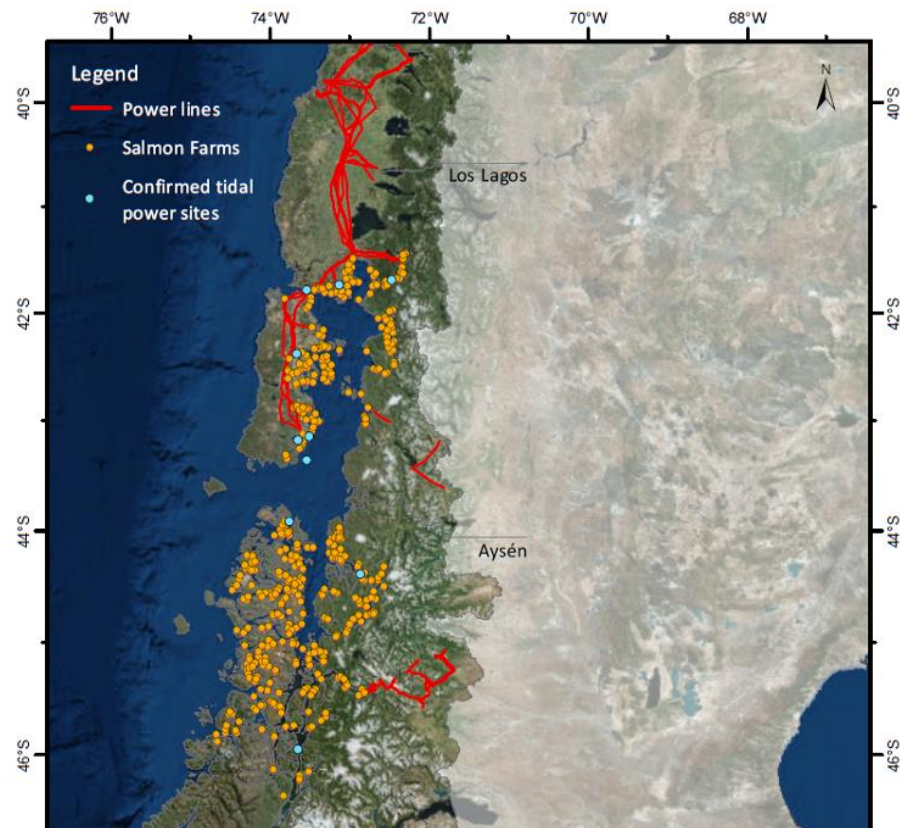 76°W 74°W 72°W 70°W 68°W
Legend
Power lines
Salmon Farms
Confirmed tidal
power sites
N
40°S
40°S
Los Lagos
42°S
42°S
44°S
44°S
Aysén
46°S
46°S